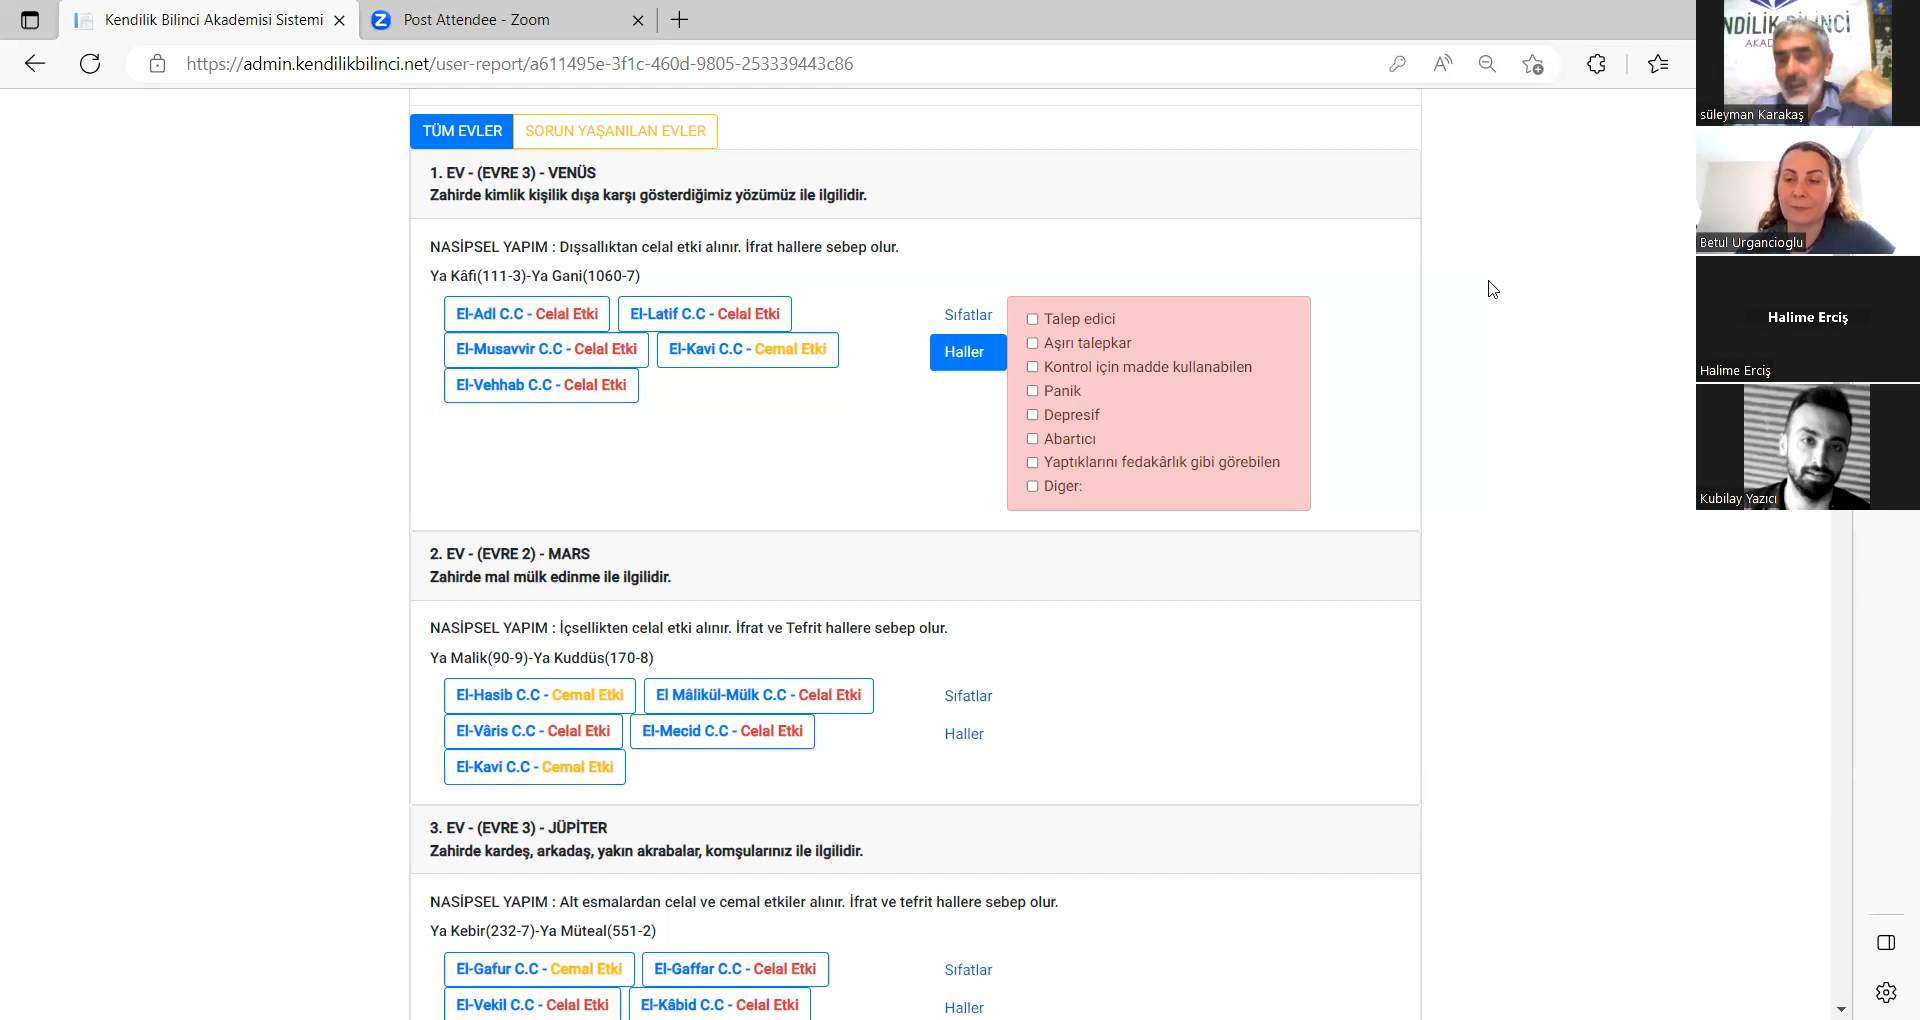 Kendilik Bilinci Akademisi Sistemi
Post Attendee - Zoom
https://admin.kendilikbilinci.net/user-report/a611495e-3f1c-460d-9805-253339443c86
TÜM EVLER
SORUN YAŞANILAN EVLER
1. EV - (EVRE 3) - VENÜS
Zahirde kimlik kişilik dışa karşı gösterdiğimiz yözümüz ile ilgilidir.
NASİPSEL YAPIM : Dışsallıktan celal etki alınır. İfrat hallere sebep olur.
Ya Kâfi(111-3)-Ya Gani(1060-7)
El-Adl C.C - Celal Etki
El-Latif C.C - Celal Etki
El-Musavvir C.C - Celal Etki
El-Kavi C.C - Cemal Etki
El-Vehhab C.C - Celal Etki
Sıfatlar
Haller
Talep edici
Aşırı talepkar
Kontrol için madde kullanabilen
Panik
Depresif
Abartıcı
Yaptıklarını fedakârlık gibi görebilen
Diger:
2. EV - (EVRE 2) - MARS
Zahirde mal mülk edinme ile ilgilidir.
NASİPSEL YAPIM : İçsellikten celal etki alınır. İfrat ve Tefrit hallere sebep olur.
Ya Malik(90-9)-Ya Kuddüs(170-8)
El-Hasib C.C - Cemal Etki
El Mâlikül-Mülk C.C - Celal Etki
El-Vâris C.C - Celal Etki
El-Mecid C.C - Celal Etki
El-Kavi C.C - Cemal Etki
Sıfatlar
Haller
3. EV - (EVRE 3) - JÜPİTER
Zahirde kardeş, arkadaş, yakın akrabalar, komşularınız ile ilgilidir.
NASİPSEL YAPIM : Alt esmalardan celal ve cemal etkiler alınır. İfrat ve tefrit hallere sebep olur.
Ya Kebir(232-7)-Ya Müteal(551-2)
El-Gafur C.C - Cemal Etki
El-Gaffar C.C - Celal Etki
El-Vekil C.C - Celal Etki
El-Kâbid C.C - Celal Etki
Sıfatlar
Haller
süleyman Karakaş
Betul Urgancioglu
Halime Erciş
Halime Erciş
Kubilay Yazıcı